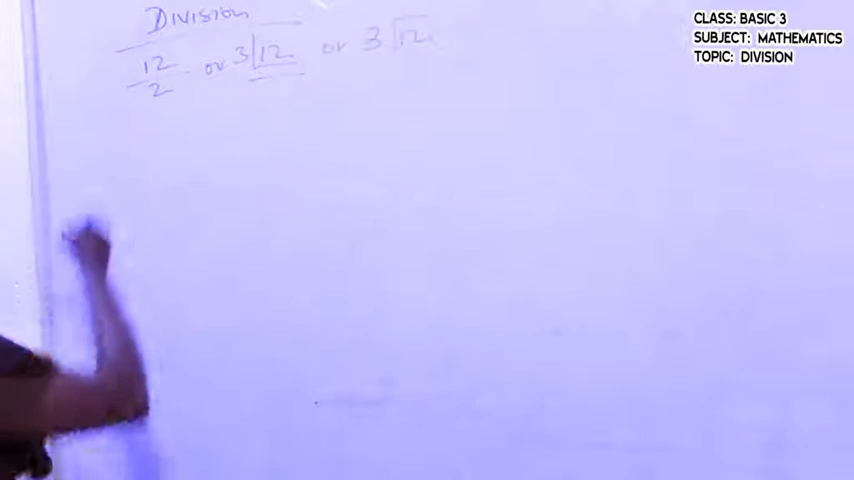 DIVISION
12/2 or 3|12 or 3|12
CLASS: BASIC 3
SUBJECT: MATHEMATICS
TOPIC: DIVISION